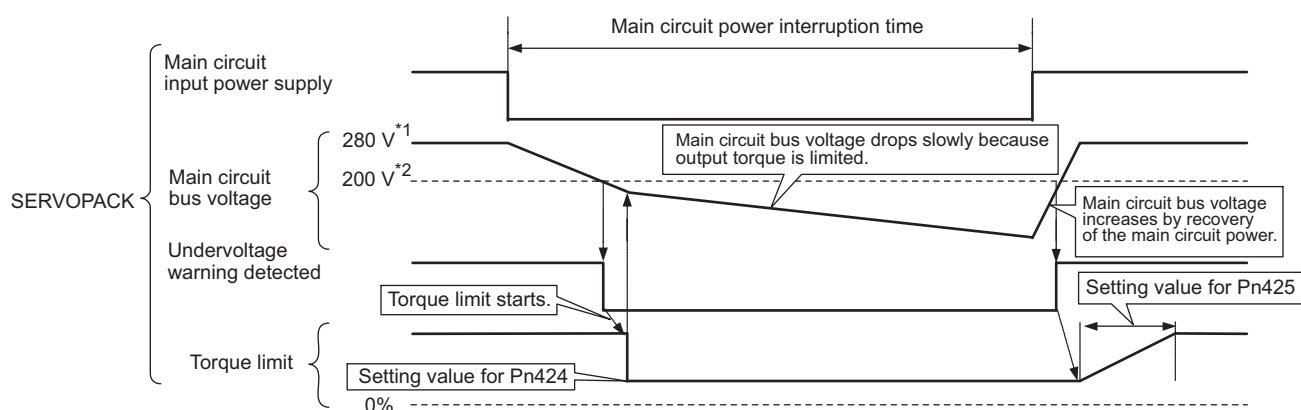 Main circuit power interruption time
Main circuit
input power supply
280 V*1
Main circuit bus voltage drops slowly because
output torque is limited.
200 V*2
Main circuit
bus voltage
SERVOPACK
Main circuit bus voltage
increases by recovery
of the main circuit power.
Undervoltage
warning detected
Torque limit starts.
Setting value for Pn425
Torque limit
Setting value for Pn424
0%